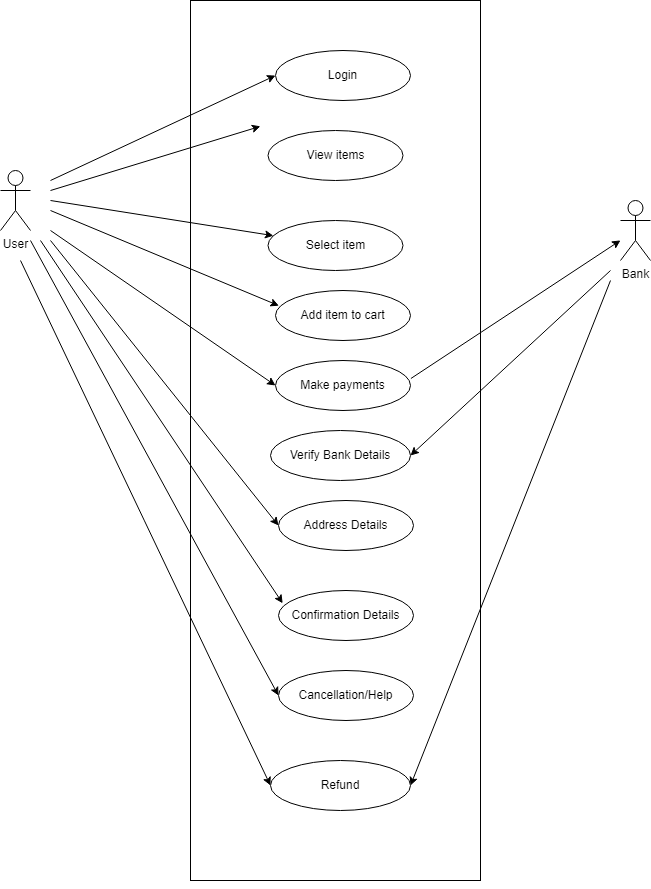 Login
View items
User
Select item
Bank
Add item to cart
Make payments
Verify Bank Details
Address Details
Confirmation Details
Cancellation/Help
Refund